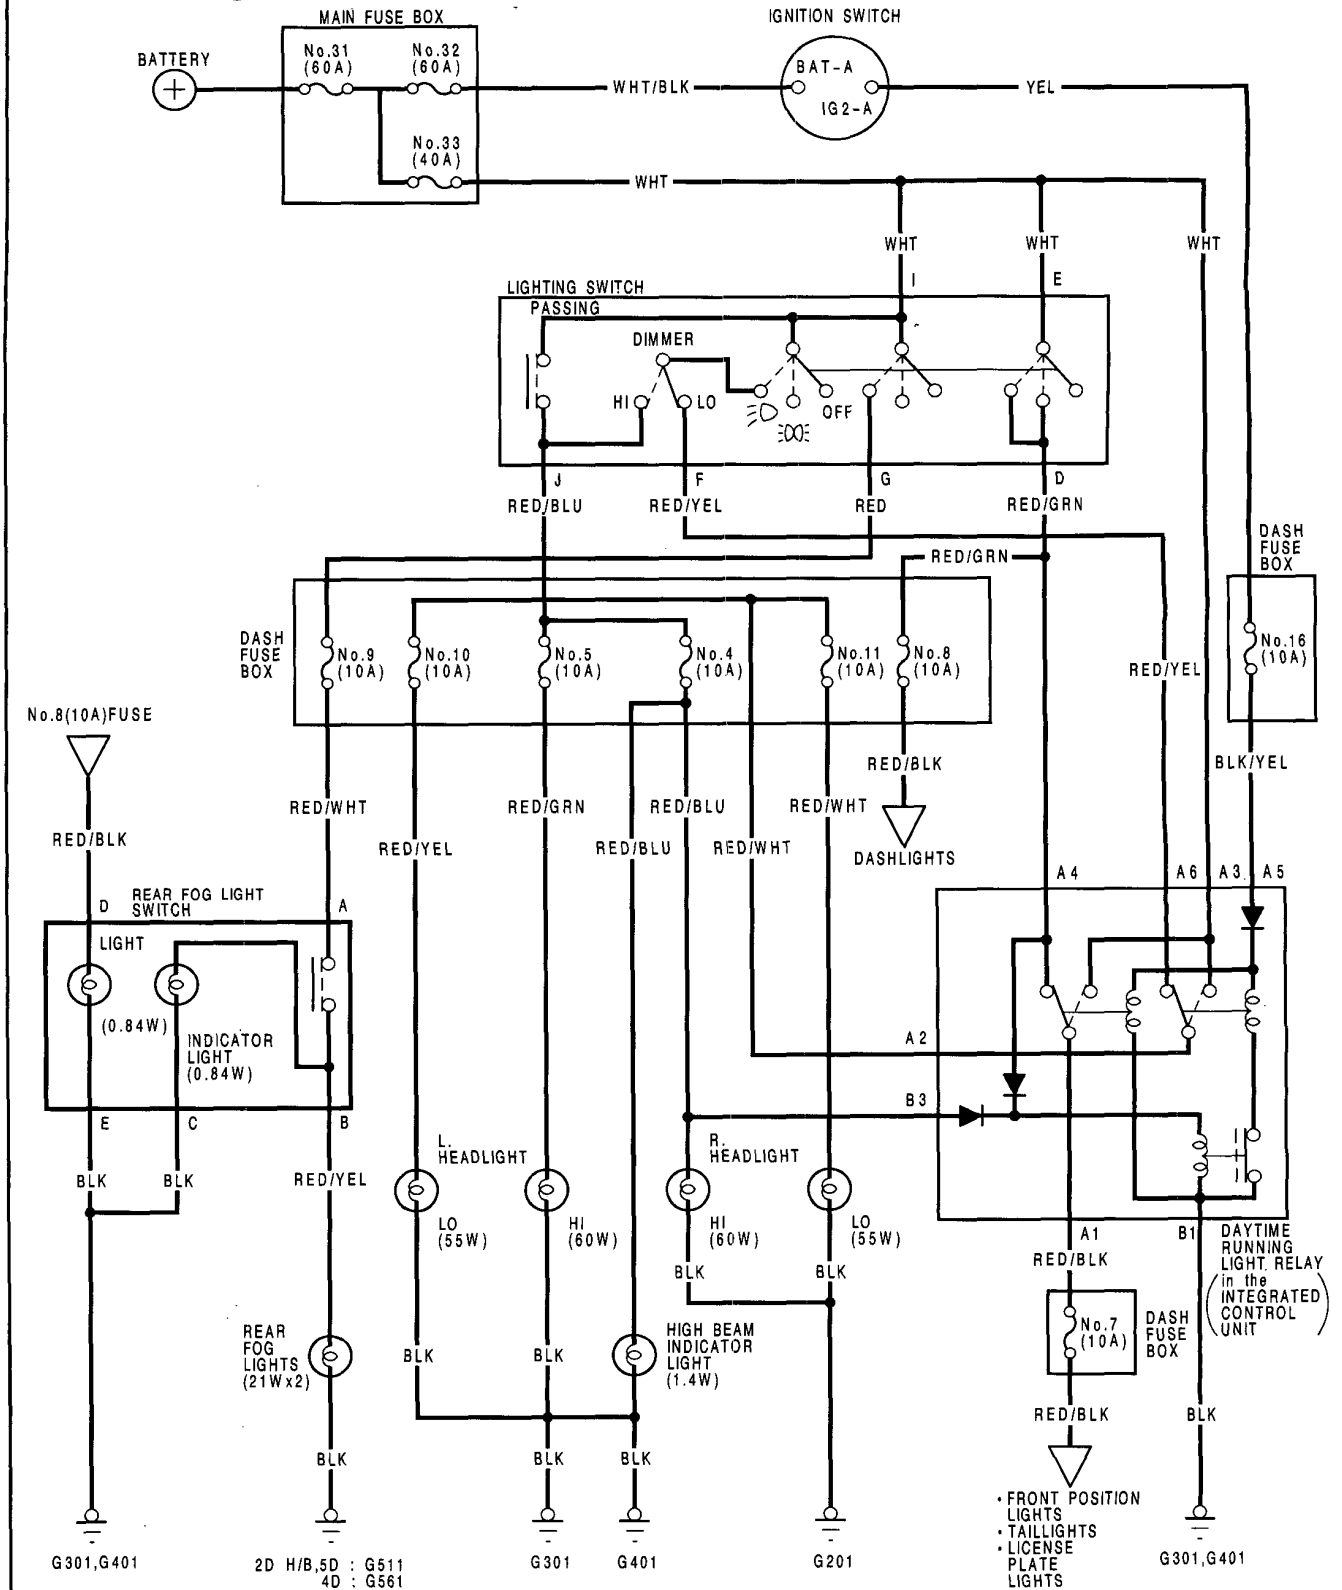 MAIN FUSE BOX
IGNITION SWITCH
BATTERY
No.31
(60A)
No.32
(60A)
BAT-A
IG2-A
WHT/BLK
YEL
No.33
(40A)
WHT
WHT
WHT
WHT
I
E
LIGHTING SWITCH
PASSING
DIMMER
HI
LO
OFF
J
F
G
D
RED/BLU
RED/YEL
RED
RED/GRN
RED/GRN
DASH
FUSE
BOX
DASH
FUSE
BOX
No.9
(10A)
No.10
(10A)
No.5
(10A)
No.4
(10A)
No.11
(10A)
No.8
(10A)
RED/YEL
No.16
(10A)
No.8(10A)FUSE
RED/BLK
BLK/YEL
RED/WHT
RED/GRN
RED/BLU
RED/WHT
RED/BLK
RED/YEL
RED/BLU
RED/WHT
DASHLIGHTS
A4
A6
A3
A5
D
REAR FOG LIGHT
SWITCH
A
LIGHT
(0.84W)
INDICATOR
LIGHT
(0.84W)
A2
B3
E
C
B
L.
HEADLIGHT
R.
HEADLIGHT
BLK
BLK
RED/YEL
LO
(55W)
HI
(60W)
HI
(60W)
LO
(55W)
A1
B1
DAYTIME
RUNNING
LIGHT RELAY
(in the
INTEGRATED
CONTROL
UNIT)
RED/BLK
BLK
BLK
No.7
(10A)
DASH
FUSE
BOX
REAR
FOG
LIGHTS
(21Wx2)
BLK
BLK
HIGH BEAM
INDICATOR
LIGHT
(1.4W)
RED/BLK
BLK
BLK
BLK
BLK
• FRONT POSITION
LIGHTS
• TAILLIGHTS
• LICENSE
PLATE
LIGHTS
G301,G401
2D H/B,5D : G511
4D : G561
G301
G401
G201
G301,G401